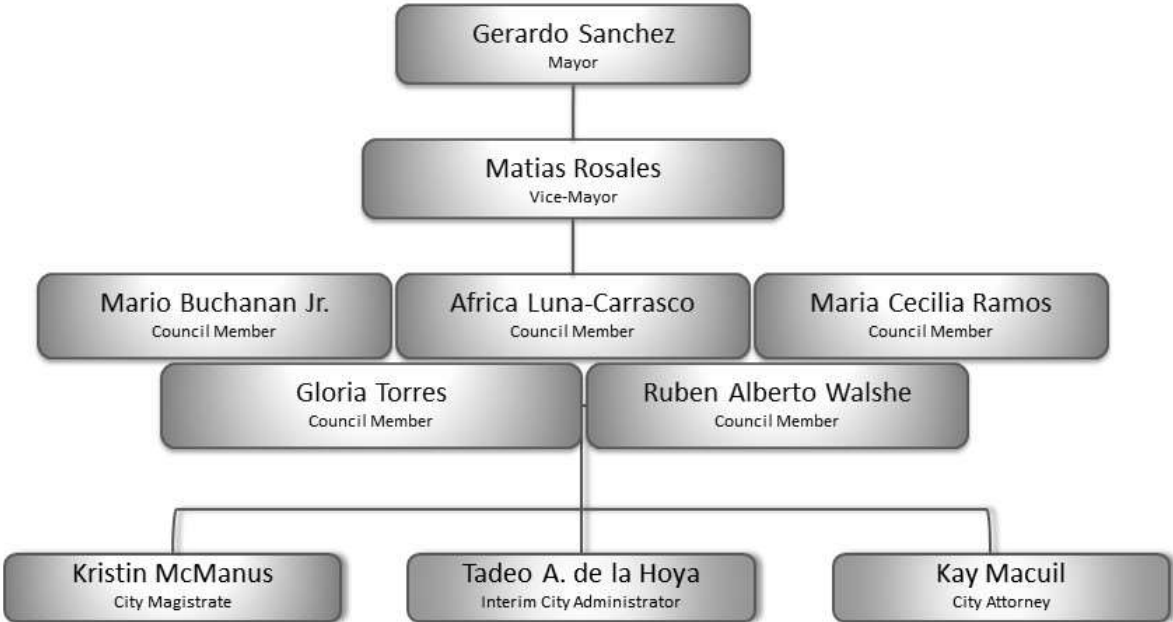 Gerardo Sanchez
Mayor
Matias Rosales
Vice-Mayor
Mario Buchanan Jr.
Council Member
Africa Luna-Carrasco
Council Member
Maria Cecilia Ramos
Council Member
Gloria Torres
Council Member
Ruben Alberto Walshe
Council Member
Kristin McManus
City Magistrate
Tadeo A. de la Hoya
Interim City Administrator
Kay Macuil
City Attorney